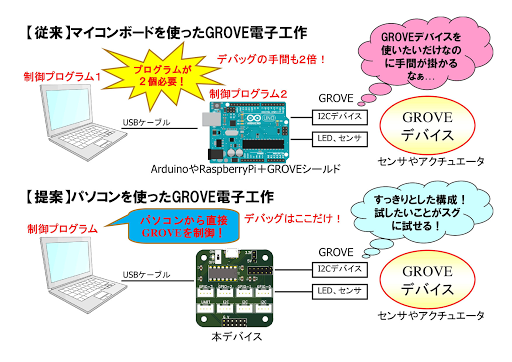 【従来】マイコンボードを使ったGROVE電子工作
デバッグの手間も2倍！
制御プログラム１
プログラムが
２個必要！
制御プログラム２
GROVEデバイスを
使いたいだけなの
に手間が掛かる
なぁ…
GROVE
I2Cデバイス
LED、センサ
USBケーブル
UNO
ARDUINO
GROVE
デバイス
センサやアクチュエータ
ArduinoやRaspberryPi＋GROVEシールド
【提案】パソコンを使ったGROVE電子工作
制御プログラム
パソコンから直接
GROVEを制御！
デバッグはここだけ！
すっきりとした構成！
試したいことがスグ
に試せる！
GROVE
I2Cデバイス
LED、センサ
USBケーブル
UART
I2C
I2C
I2C
GROVE
デバイス
センサやアクチュエータ
本デバイス